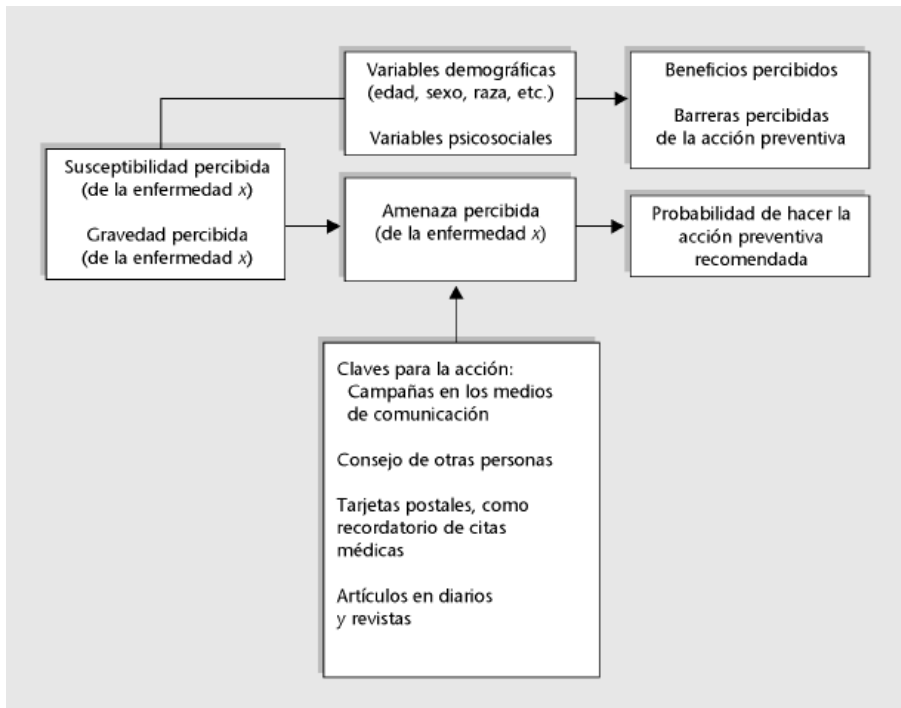 Variables demográficas
(edad, sexo, raza, etc.)
Variables psicosociales
Beneficios percibidos
Barreras percibidas
de la acción preventiva
Susceptibilidad percibida
(de la enfermedad x)
Gravedad percibida
(de la enfermedad x)
Amenaza percibida
(de la enfermedad x)
Probabilidad de hacer la
acción preventiva
recomendada
Claves para la acción:
Campañas en los medios
de comunicación
Consejo de otras personas
Tarjetas postales, como
recordatorio de citas
médicas
Artículos en diarios
y revistas